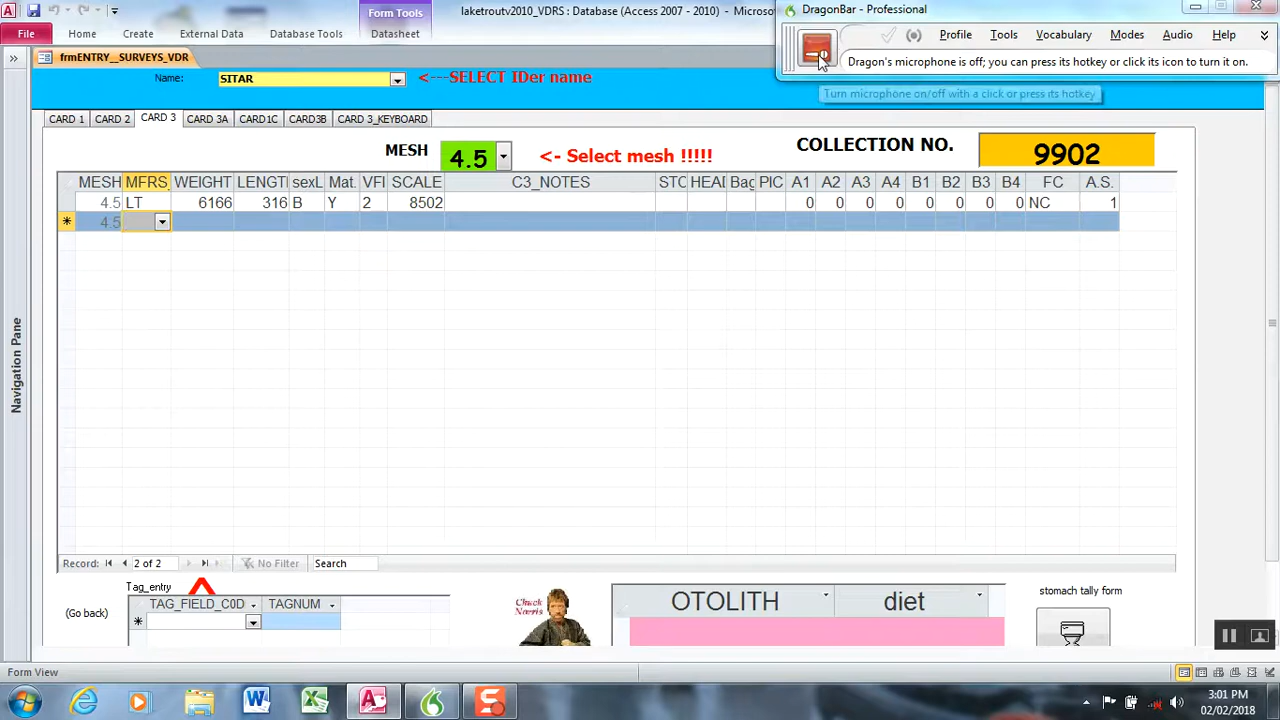 Form Tools
laketroutv2010_VDRS : Database (Access 2007 - 2010) - Microso
DragonBar - Professional
File Home Create External Data Database Tools Datasheet
Profile Tools Vocabulary Modes Audio Help
Dragon's microphone is off; you can press its hotkey or click its icon to turn it on.
Turn microphone on/off with a click or press its hotkey
frmENTRY__SURVEYS_VDR
Name: SITAR <---SELECT IDer name
CARD 1 CARD 2 CARD 3 CARD 3A CARD1C CARD3B CARD 3_KEYBOARD
MESH 4.5 <- Select mesh !!!!! COLLECTION NO. 9902
MESH MFRS_ WEIGHT LENGTH sexL Mat. VFI SCALE C3_NOTES STO HEAD Bag PIC A1 A2 A3 A4 B1 B2 B3 B4 FC A.S.
4.5 LT 6166 316 B Y 2 8502 0 0 0 0 0 0 0 0 NC 1
* 4.5
Navigation Pane
Record: 2 of 2 No Filter Search
Tag_entry
(Go back)
TAG_FIELD_C0D TAGNUM
*
Chuck
Norris
OTOLITH diet
stomach tally form
Form View
3:01 PM
02/02/2018